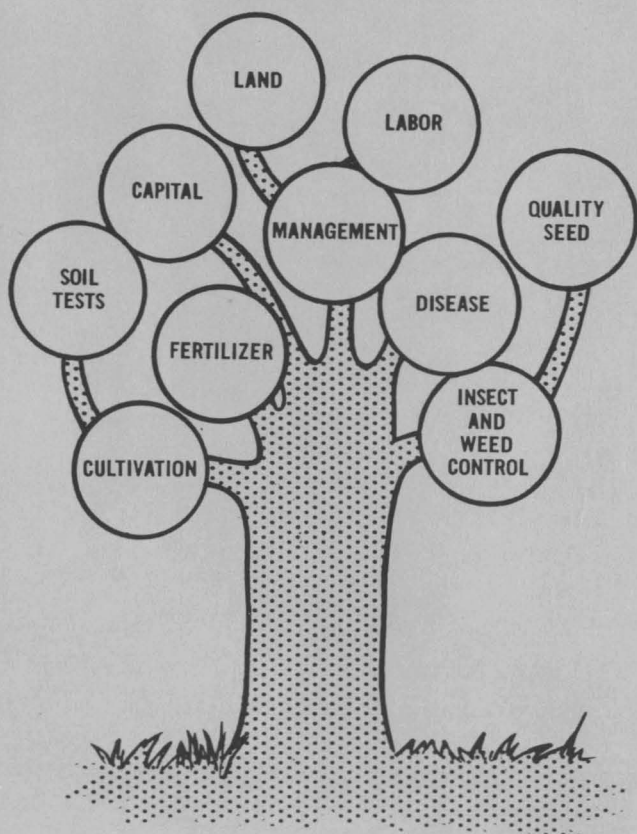 LAND
LABOR
CAPITAL
QUALITY
SEED
MANAGEMENT
SOIL
TESTS
DISEASE
FERTILIZER
INSECT
AND
WEED
CONTROL
CULTIVATION